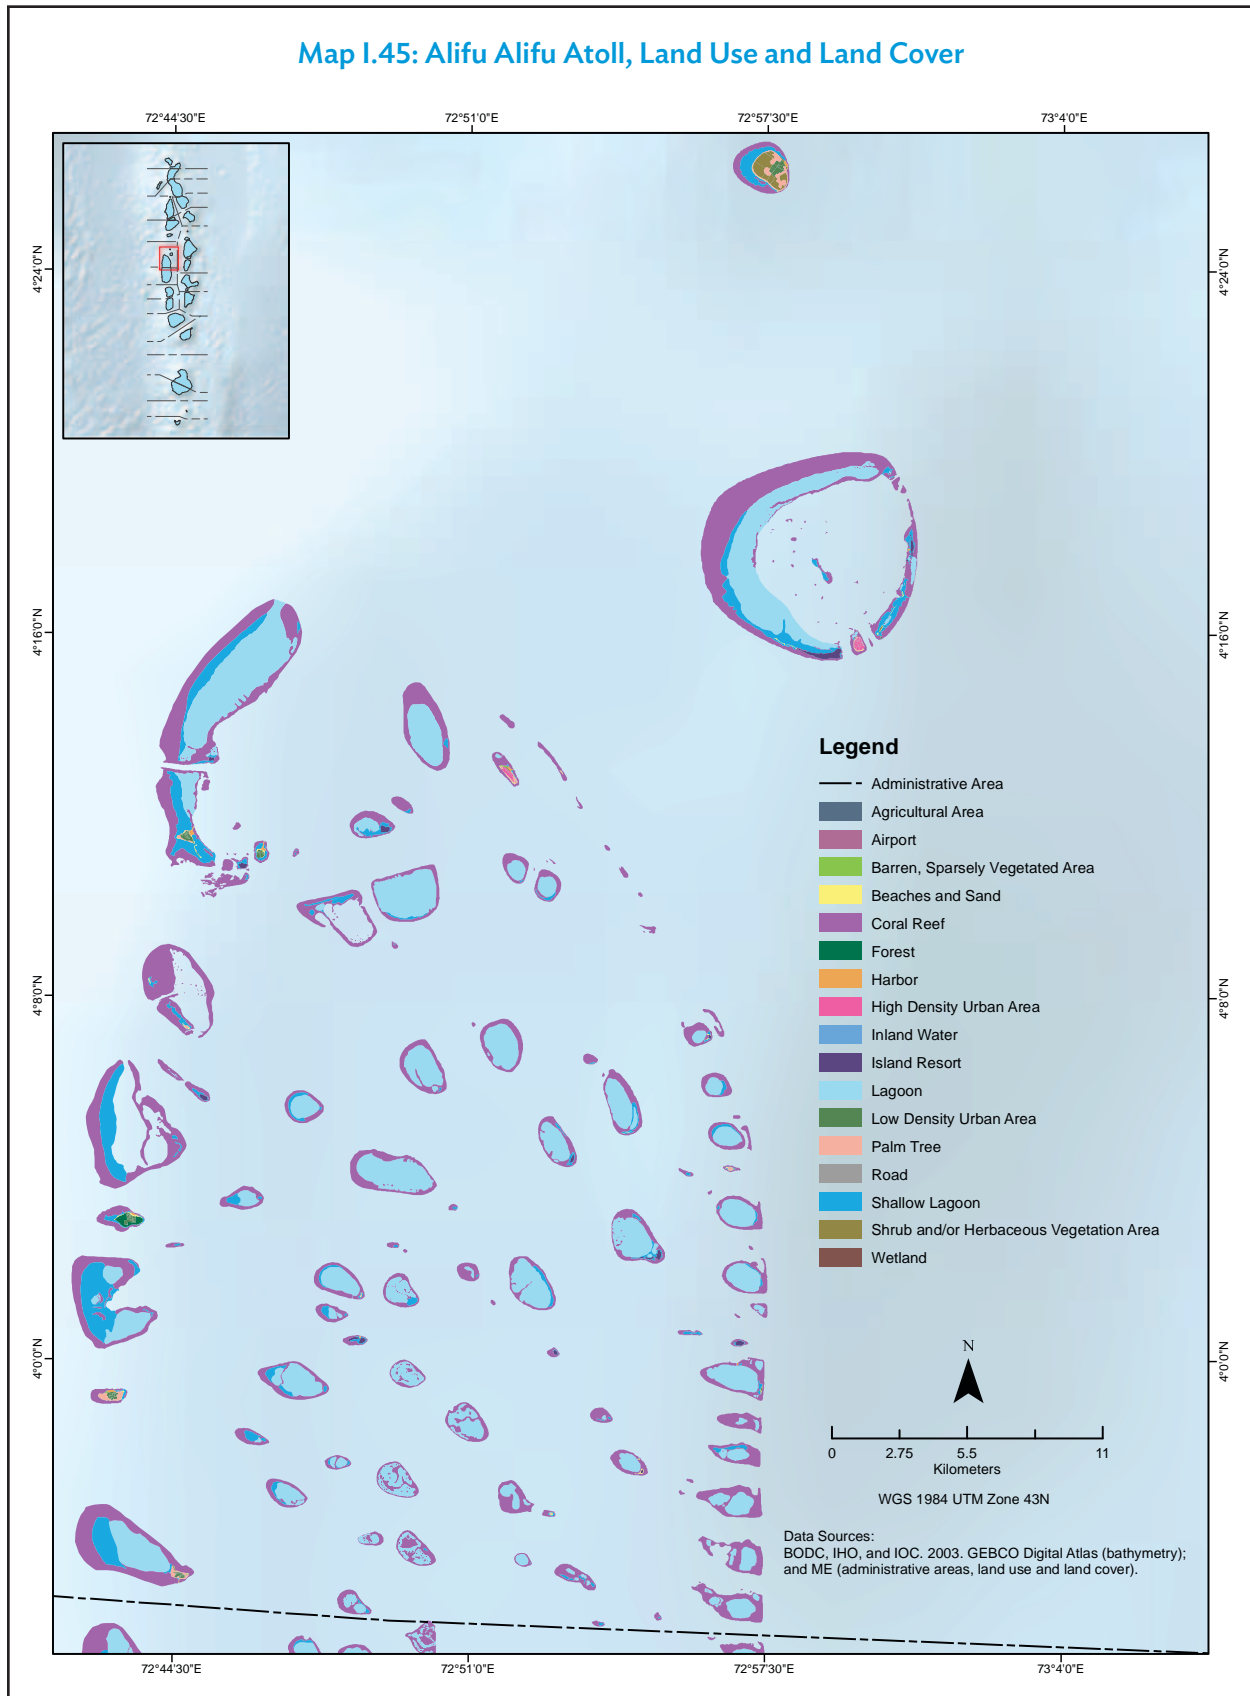 Map I.45: Alifu Alifu Atoll, Land Use and Land Cover
72°44'30"E
72°51'0"E
72°57'30"E
73°4'0"E
4°24'0"N
4°24'0"N
4°16'0"N
4°16'0"N
Legend
Administrative Area
Agricultural Area
Airport
Barren, Sparsely Vegetated Area
Beaches and Sand
Coral Reef
Forest
Harbor
High Density Urban Area
Inland Water
Island Resort
Lagoon
Low Density Urban Area
Palm Tree
Road
Shallow Lagoon
Shrub and/or Herbaceous Vegetation Area
Wetland
4°8'0"N
4°8'0"N
4°0'0"N
4°0'0"N
N
0
2.75
5.5
11
Kilometers
WGS 1984 UTM Zone 43N
Data Sources:
BODC, IHO, and IOC. 2003. GEBCO Digital Atlas (bathymetry);
and ME (administrative areas, land use and land cover).
72°44'30"E
72°51'0"E
72°57'30"E
73°4'0"E